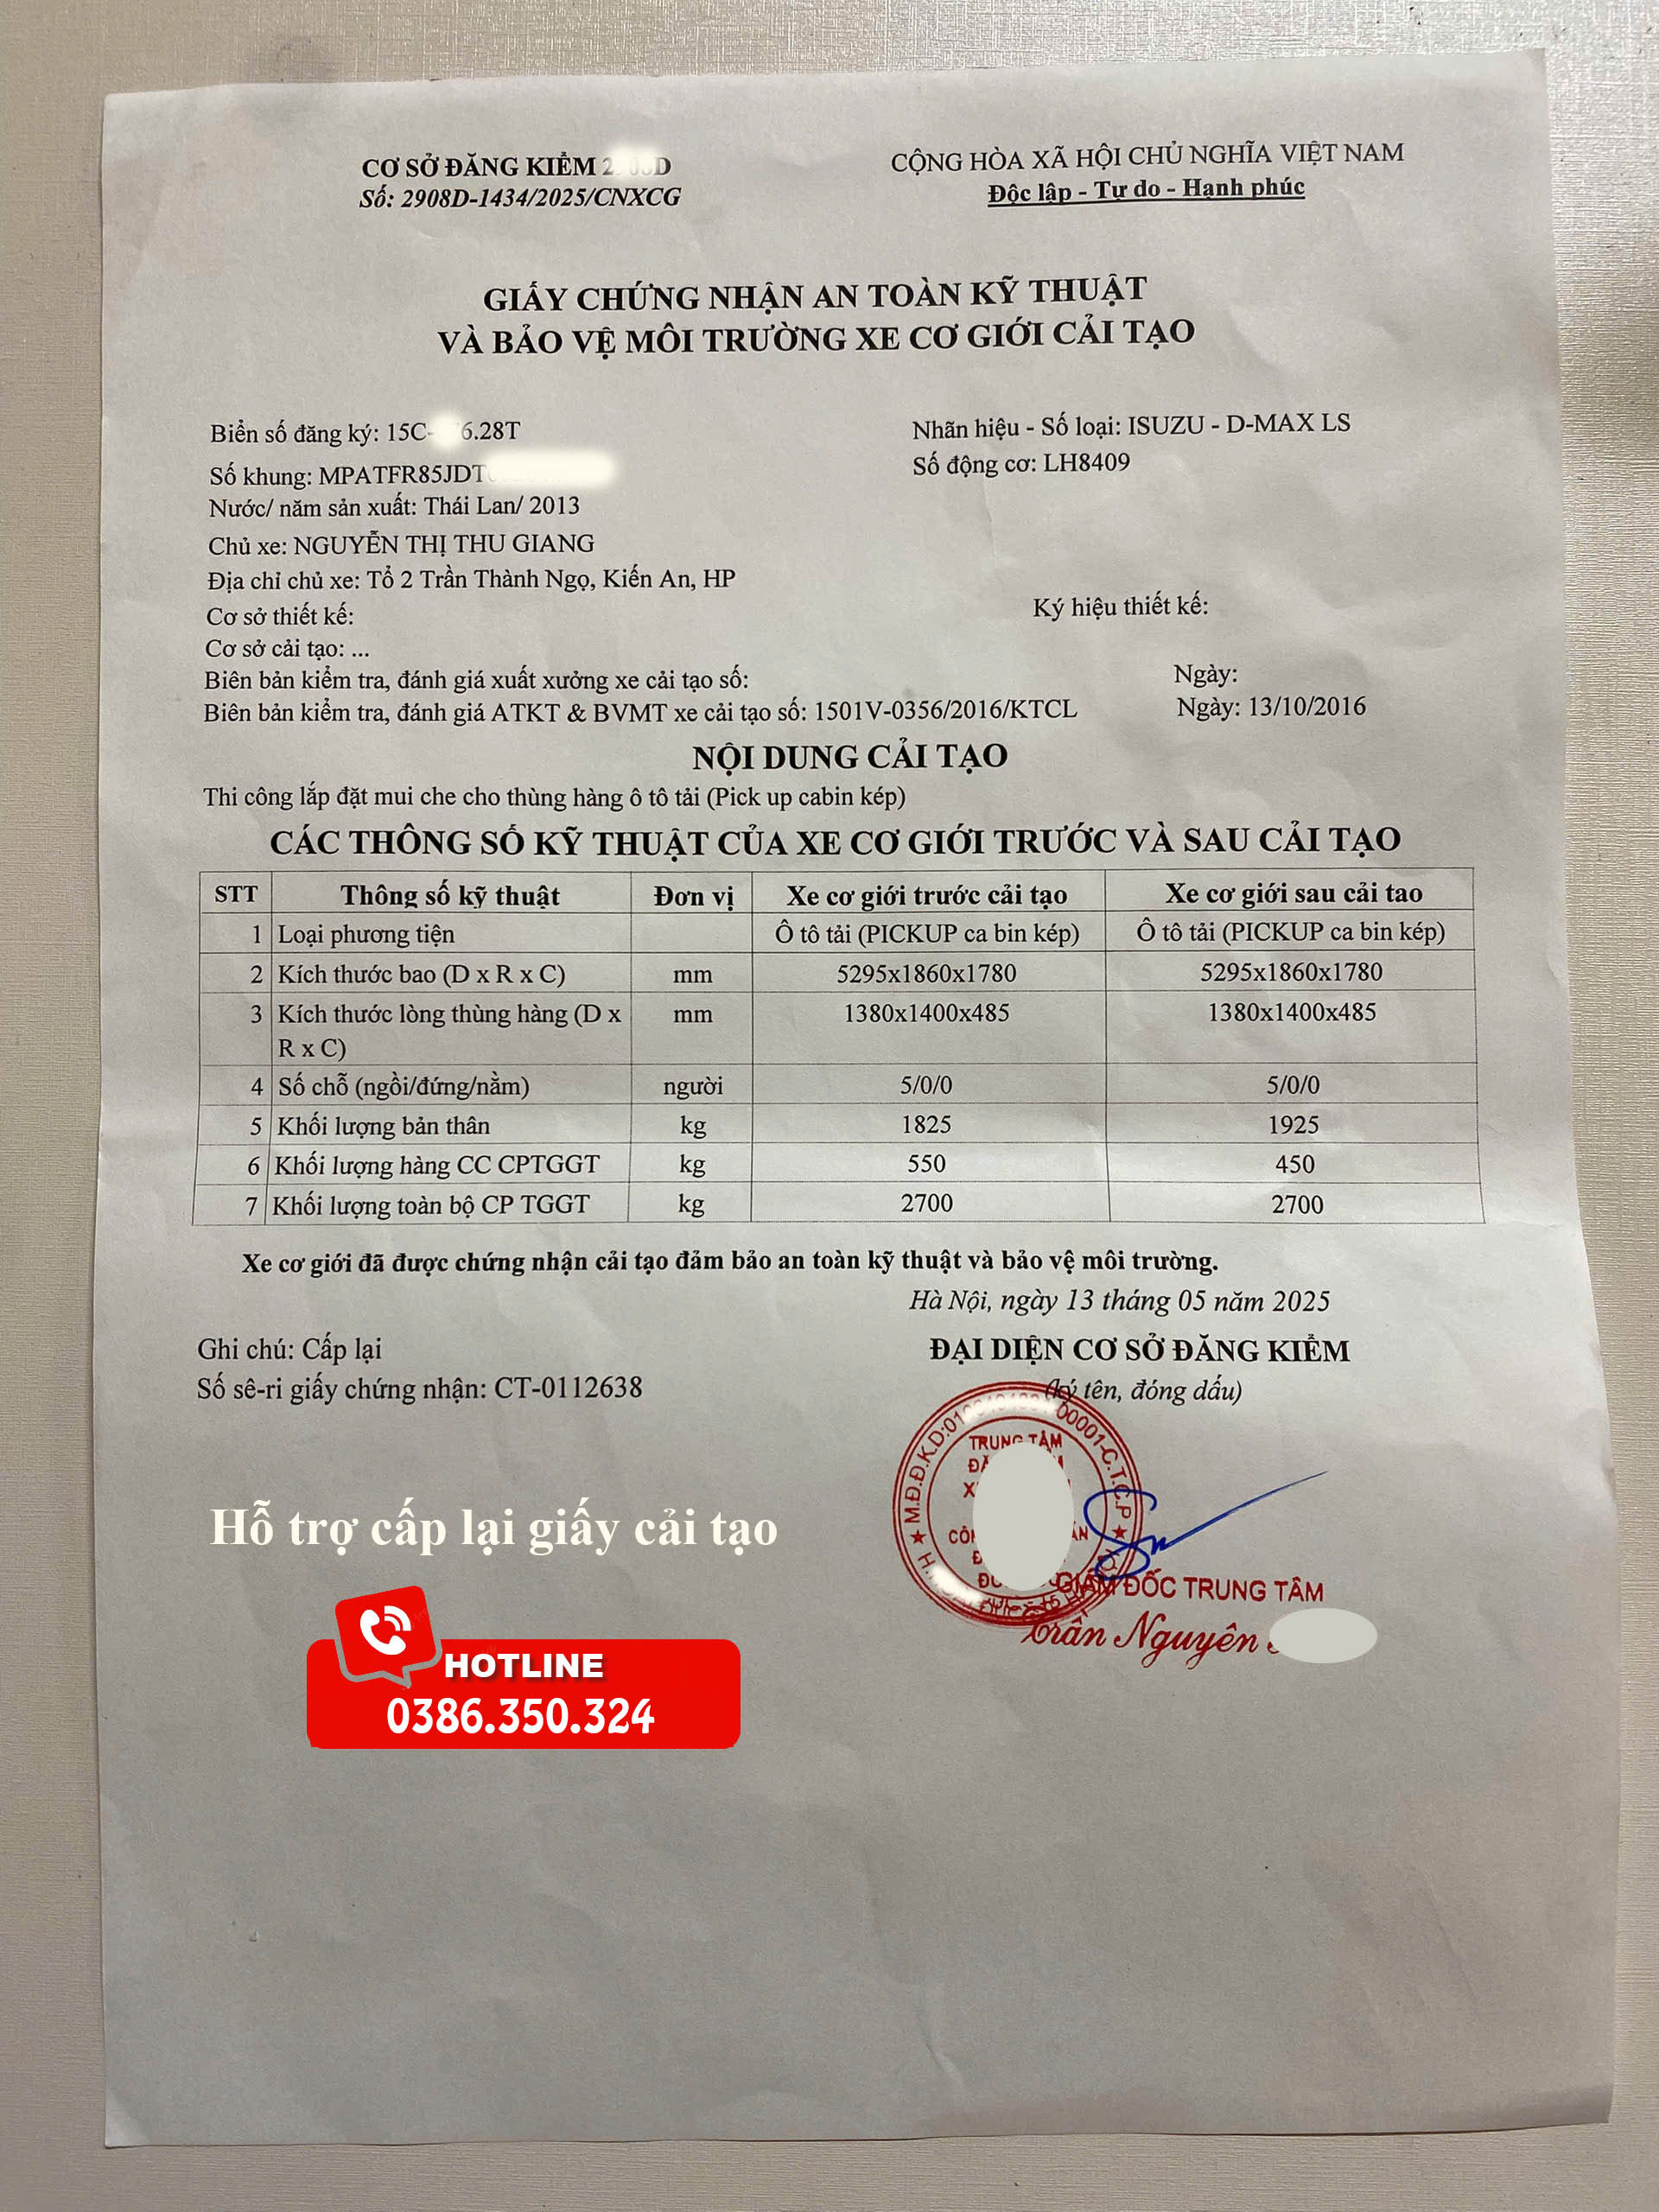 CƠ SỞ ĐĂNG KIỂM
Số: 2908D-1434/2025/CNXCG
CỘNG HÒA XÃ HỘI CHỦ NGHĨA VIỆT NAM
Độc lập - Tự do - Hạnh phúc
GIẤY CHỨNG NHẬN AN TOÀN KỸ THUẬT
VÀ BẢO VỆ MÔI TRƯỜNG XE CƠ GIỚI CẢI TẠO
Biển số đăng ký: 15C- 6.28T
Nhãn hiệu - Số loại: ISUZU - D-MAX LS
Số khung: MPATFR85JDT
Số động cơ: LH8409
Nước/ năm sản xuất: Thái Lan/ 2013
Chủ xe: NGUYỄN THỊ THU GIANG
Địa chỉ chủ xe: Tổ 2 Trần Thành Ngọ, Kiến An, HP
Cơ sở thiết kế:
Ký hiệu thiết kế:
Cơ sở cải tạo: ...
Biên bản kiểm tra, đánh giá xuất xưởng xe cải tạo số:
Ngày:
Biên bản kiểm tra, đánh giá ATKT & BVMT xe cải tạo số: 1501V-0356/2016/KTCL
Ngày: 13/10/2016
NỘI DUNG CẢI TẠO
Thi công lắp đặt mui che cho thùng hàng ô tô tải (Pick up cabin kép)
CÁC THÔNG SỐ KỸ THUẬT CỦA XE CƠ GIỚI TRƯỚC VÀ SAU CẢI TẠO
STT Thông số kỹ thuật Đơn vị Xe cơ giới trước cải tạo Xe cơ giới sau cải tao
1 Loại phương tiện Ô tô tải (PICKUP ca bin kép) Ô tô tải (PICKUP ca bin kép)
2 Kích thước bao (D x R x C) mm 5295x1860x1780 5295x1860x1780
3 Kích thước lòng thùng hàng (D x mm 1380x1400x485 1380x1400x485
R x C)
4 Số chỗ (ngồi/đứng/nằm) người 5/0/0 5/0/0
5 Khối lượng bản thân kg 1825 1925
6 Khối lượng hàng CC CPTGGT kg 550 450
7 Khối lượng toàn bộ CP TGGT kg 2700 2700
Xe cơ giới đã được chứng nhận cải tạo đảm bảo an toàn kỹ thuật và bảo vệ môi trường.
Hà Nội, ngày 13 tháng 05 năm 2025
Ghi chú: Cấp lại
ĐẠI DIỆN CƠ SỞ ĐĂNG KIỂM
Số sê-ri giấy chứng nhận: CT-0112638
(ký tên, đóng dấu)
TRUNG TÂM
GIÁM ĐỐC TRUNG TÂM
Trần Nguyên
Hỗ trợ cấp lại giấy cải tạo
HOTLINE
0386.350.324